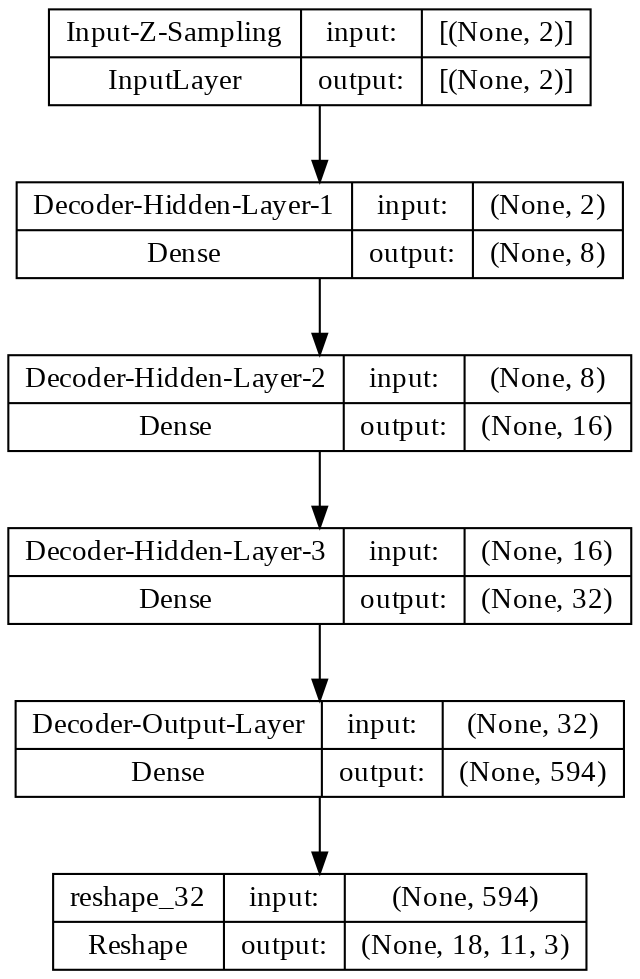 Input-Z-Sampling input: [(None, 2)]
InputLayer output: [(None, 2)]
Decoder-Hidden-Layer-1 input: (None, 2)
Dense output: (None, 8)
Decoder-Hidden-Layer-2 input: (None, 8)
Dense output: (None, 16)
Decoder-Hidden-Layer-3 input: (None, 16)
Dense output: (None, 32)
Decoder-Output-Layer input: (None, 32)
Dense output: (None, 594)
reshape_32 input: (None, 594)
Reshape output: (None, 18, 11, 3)